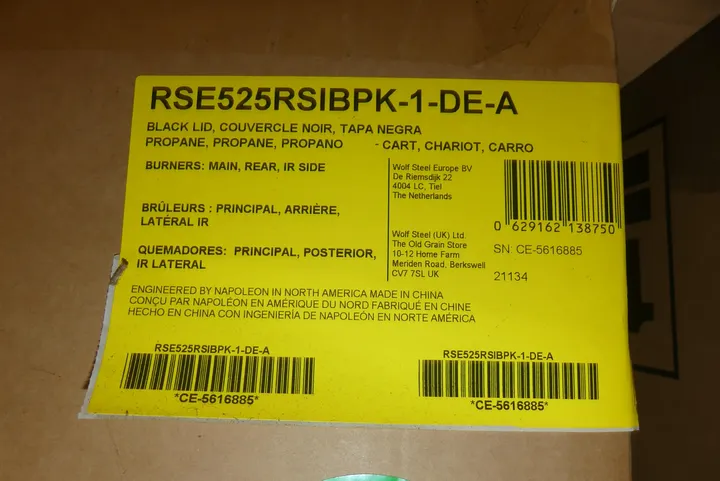 RSE525RSIBPK-1-DE-A
BLACK LID, COUVERCLE NOIR, TAPA NEGRA
PROPANE, PROPANE, PROPANO - CART, CHARIOT, CARRO
BURNERS: MAIN, REAR, IR SIDE
BRÛLEURS : PRINCIPAL, ARRIÈRE,
LATÉRAL IR
QUEMADORES: PRINCIPAL, POSTERIOR,
IR LATERAL
Wolf Steel Europe BV
De Riemsdijk 22
4004 LC, Tiel
The Netherlands
Wolf Steel (UK) Ltd.
The Old Grain Store
10-12 Home Farm
Meriden Road, Berkswell
CV7 7SL UK
0 629162 138750
SN: CE-5616885
21134
ENGINEERED BY NAPOLEON IN NORTH AMERICA MADE IN CHINA
CONÇU PAR NAPOLÉON EN AMÉRIQUE DU NORD FABRIQUÉ EN CHINE
HECHO EN CHINA CON INGENIERÍA DE NAPOLEÓN EN NORTE AMÉRICA
RSE525RSIBPK-1-DE-A
*CE-5616885*
RSE525RSIBPK-1-DE-A
*CE-5616885*